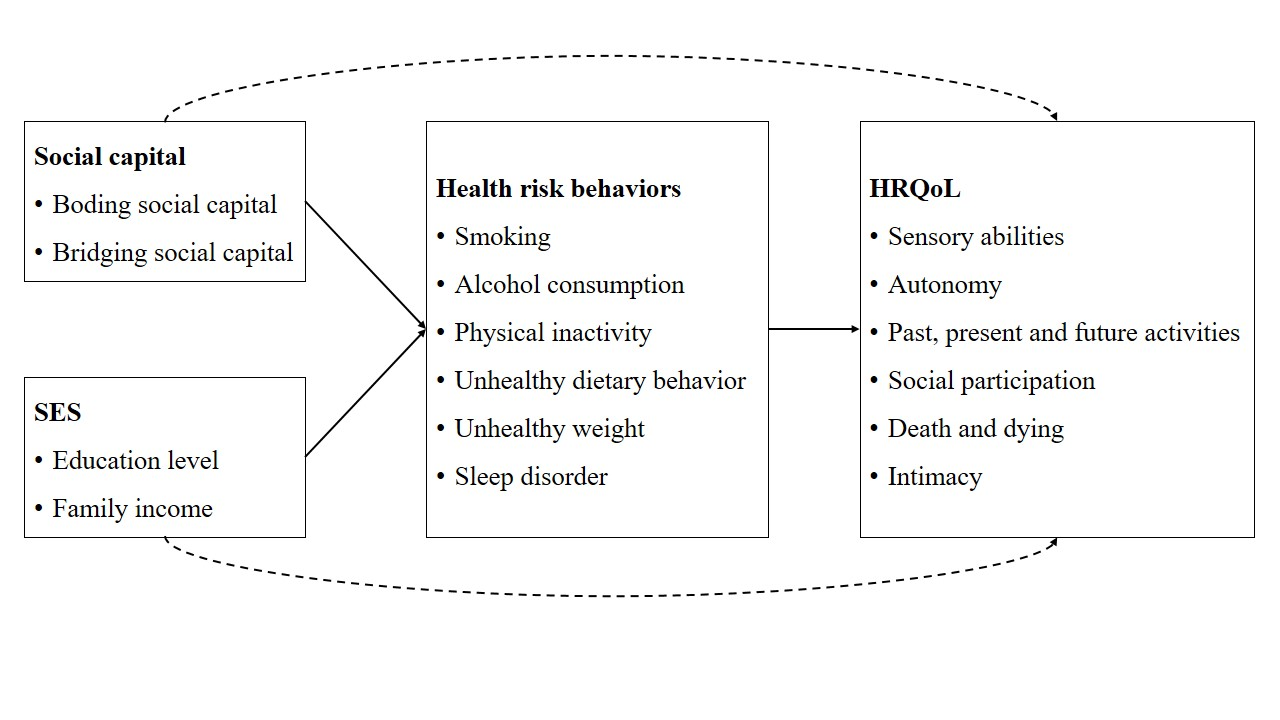 Social capital
• Boding social capital
• Bridging social capital
SES
• Education level
• Family income
Health risk behaviors
• Smoking
• Alcohol consumption
• Physical inactivity
• Unhealthy dietary behavior
• Unhealthy weight
• Sleep disorder
HRQoL
• Sensory abilities
• Autonomy
• Past, present and future activities
• Social participation
• Death and dying
• Intimacy